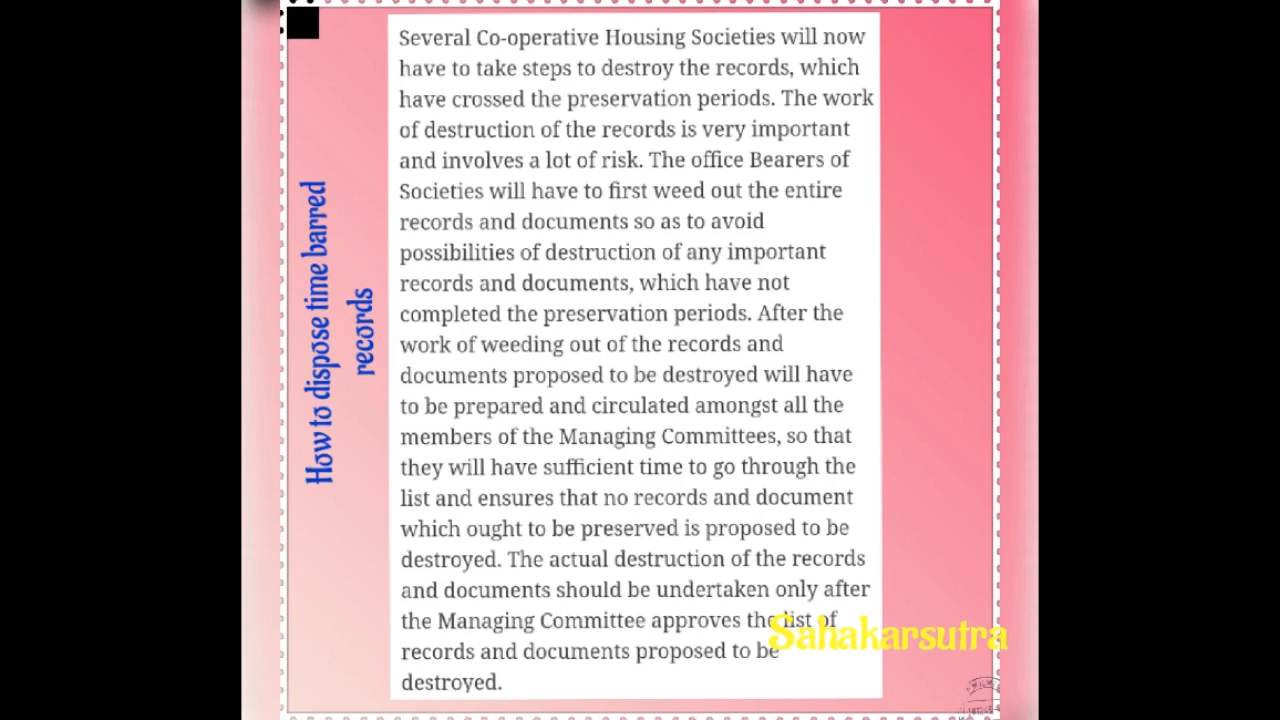 How to dispose time barred
records
Several Co-operative Housing Societies will now
have to take steps to destroy the records, which
have crossed the preservation periods. The work
of destruction of the records is very important
and involves a lot of risk. The office Bearers of
Societies will have to first weed out the entire
records and documents so as to avoid
possibilities of destruction of any important
records and documents, which have not
completed the preservation periods. After the
work of weeding out of the records and
documents proposed to be destroyed will have
to be prepared and circulated amongst all the
members of the Managing Committees, so that
they will have sufficient time to go through the
list and ensures that no records and document
which ought to be preserved is proposed to be
destroyed. The actual destruction of the records
and documents should be undertaken only after
the Managing Committee approves the list of
records and documents proposed to be
destroyed.
Sahakarsutra